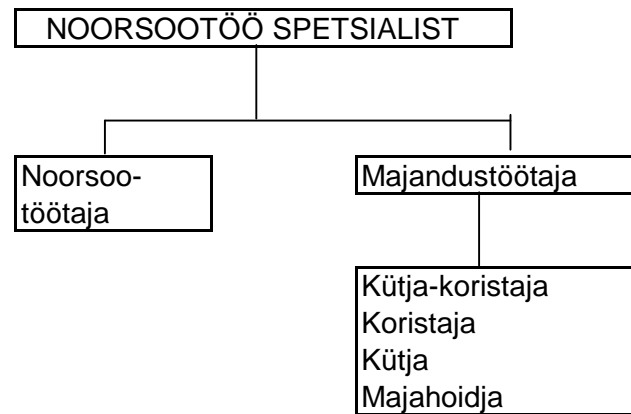 NOORSOOTÖÖ SPETSIALIST
Noorsoo-
töötaja
Majandustöötaja
Kütja-koristaja
Koristaja
Kütja
Majahoidja